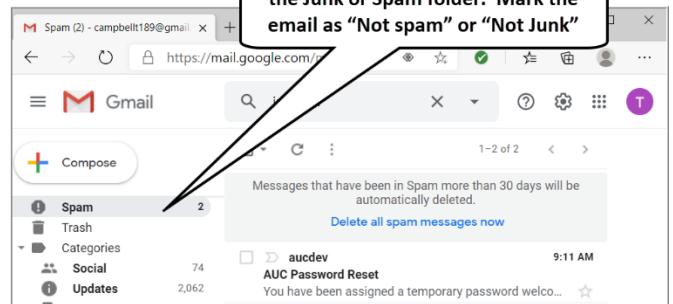 the Junk or Spam folder. Mark the
email as “Not spam” or “Not Junk”
Spam (2) - campbellt189@gmail
https://mail.google.com/
Gmail
1–2 of 2
T
Compose
Messages that have been in Spam more than 30 days will be
automatically deleted.
Delete all spam messages now
Spam 2
Trash
Categories
Social 74
Updates 2,062
aucdev 9:11 AM
AUC Password Reset
You have been assigned a temporary password welco...